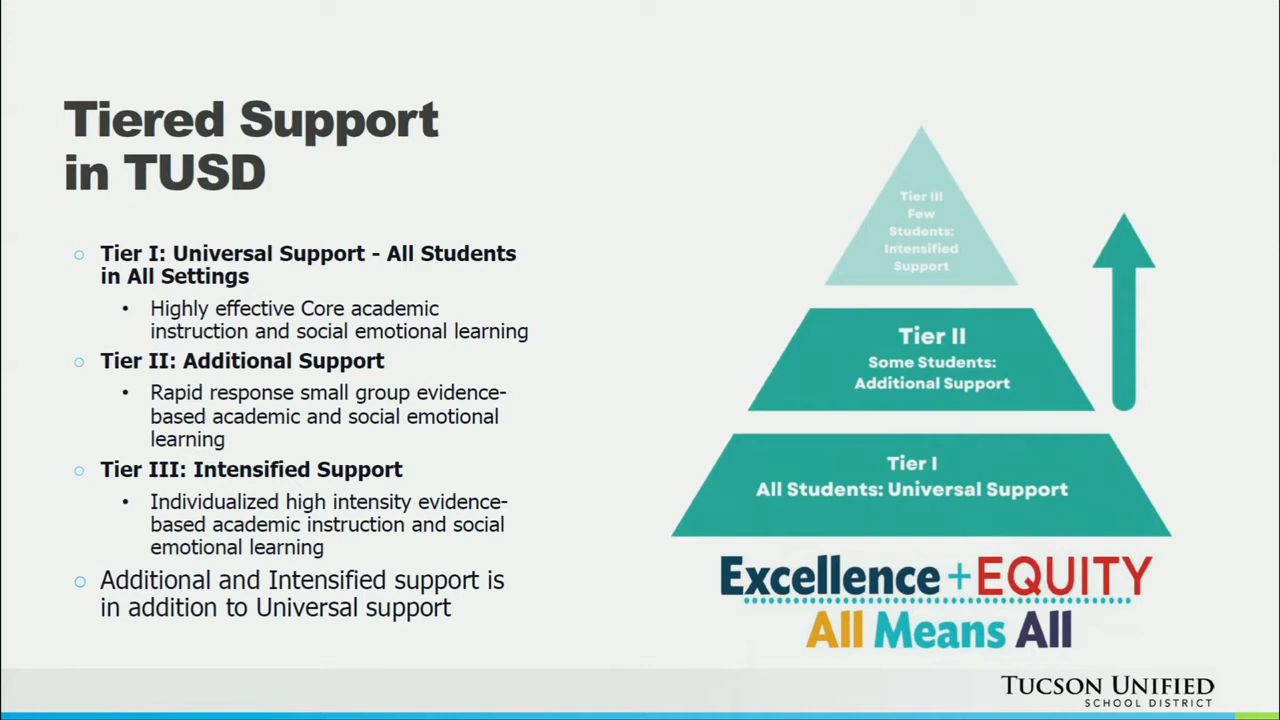 Tiered Support
in TUSD
○ Tier I: Universal Support - All Students
in All Settings
• Highly effective Core academic
instruction and social emotional learning
○ Tier II: Additional Support
• Rapid response small group evidence-
based academic and social emotional
learning
○ Tier III: Intensified Support
• Individualized high intensity evidence-
based academic instruction and social
emotional learning
○ Additional and Intensified support is
in addition to Universal support
Tier III
Few
Students:
Intensified
Support
Tier II
Some Students:
Additional Support
Tier I
All Students: Universal Support
Excellence + EQUITY
All Means All
TUCSON UNIFIED
SCHOOL DISTRICT